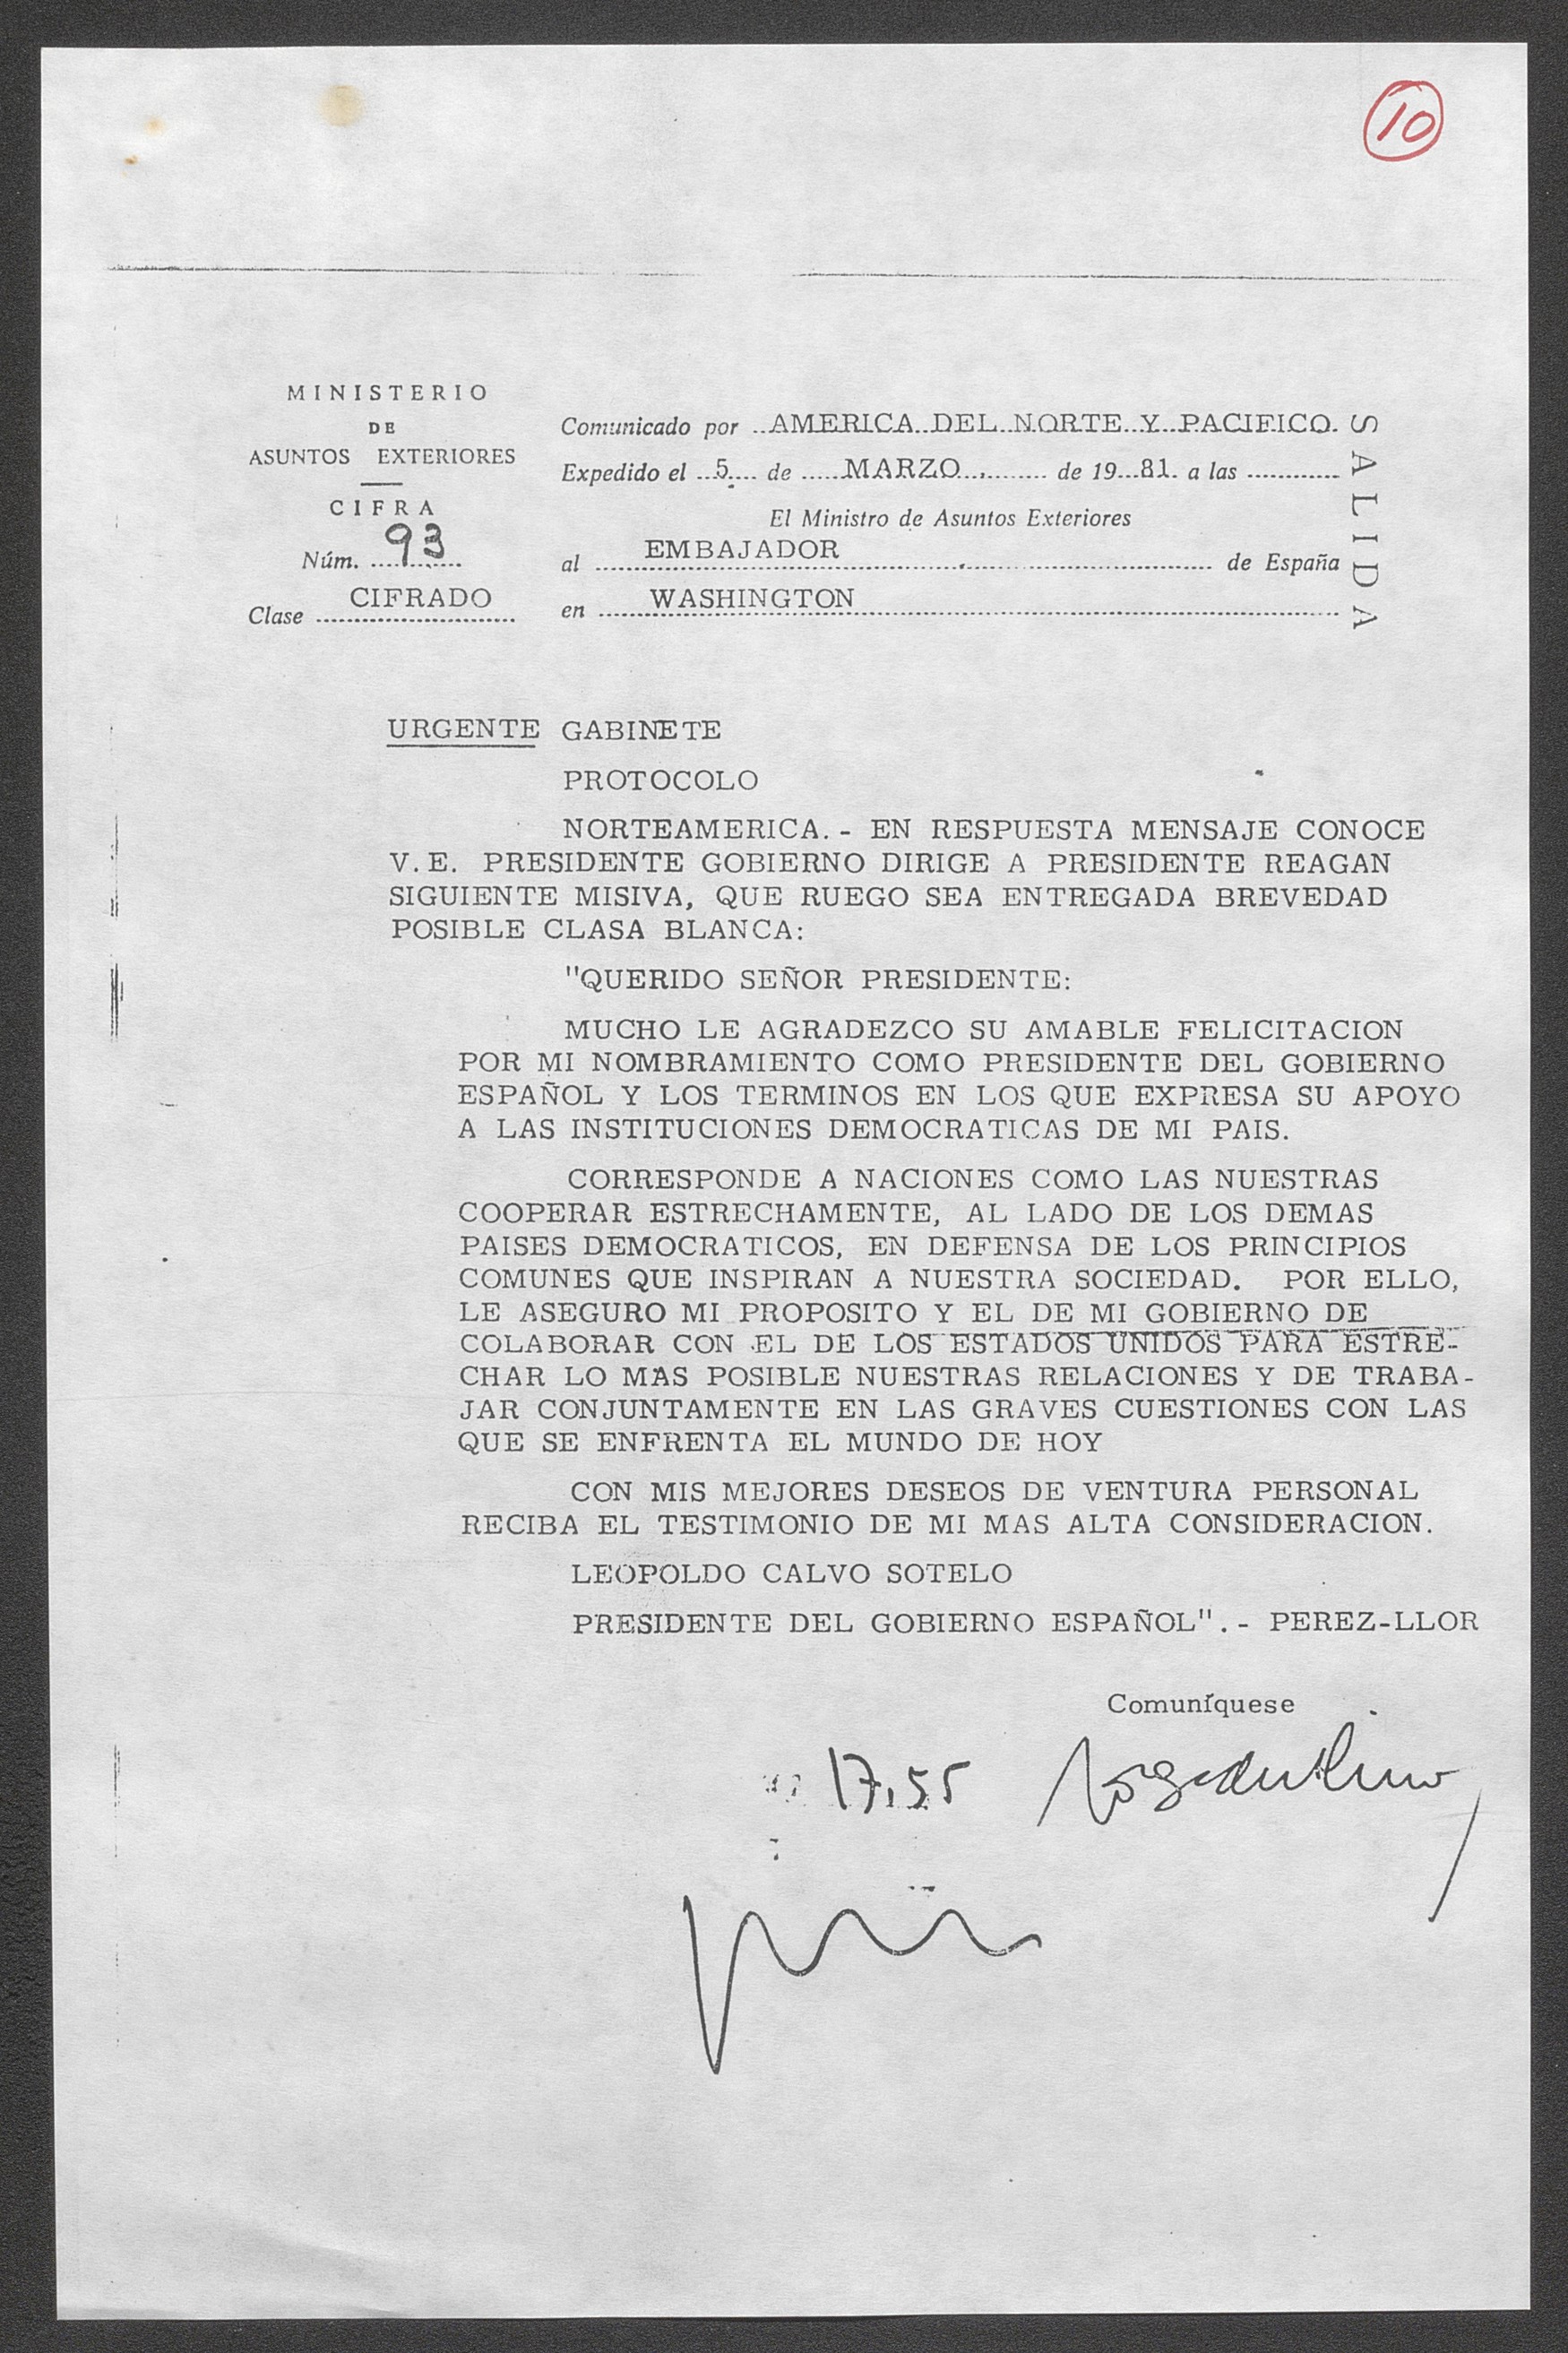 10
MINISTERIO
DE
ASUNTOS EXTERIORES
CIFRA
Núm. 93
Clase CIFRADO
Comunicado por AMERICA DEL NORTE Y PACIFICO.
Expedido el 5 de MARZO de 1981 a las
El Ministro de Asuntos Exteriores
al EMBAJADOR de España
en WASHINGTON
SALIDA
URGENTE GABINETE
PROTOCOLO
NORTEAMERICA.- EN RESPUESTA MENSAJE CONOCE
V.E. PRESIDENTE GOBIERNO DIRIGE A PRESIDENTE REAGAN
SIGUIENTE MISIVA, QUE RUEGO SEA ENTREGADA BREVEDAD
POSIBLE CLASA BLANCA:
"QUERIDO SEÑOR PRESIDENTE:
MUCHO LE AGRADEZCO SU AMABLE FELICITACION
POR MI NOMBRAMIENTO COMO PRESIDENTE DEL GOBIERNO
ESPAÑOL Y LOS TERMINOS EN LOS QUE EXPRESA SU APOYO
A LAS INSTITUCIONES DEMOCRATICAS DE MI PAIS.
CORRESPONDE A NACIONES COMO LAS NUESTRAS
COOPERAR ESTRECHAMENTE, AL LADO DE LOS DEMAS
PAISES DEMOCRATICOS, EN DEFENSA DE LOS PRINCIPIOS
COMUNES QUE INSPIRAN A NUESTRA SOCIEDAD. POR ELLO,
LE ASEGURO MI PROPOSITO Y EL DE MI GOBIERNO DE
COLABORAR CON EL DE LOS ESTADOS UNIDOS PARA ESTRE-
CHAR LO MAS POSIBLE NUESTRAS RELACIONES Y DE TRABA-
JAR CONJUNTAMENTE EN LAS GRAVES CUESTIONES CON LAS
QUE SE ENFRENTA EL MUNDO DE HOY
CON MIS MEJORES DESEOS DE VENTURA PERSONAL
RECIBA EL TESTIMONIO DE MI MAS ALTA CONSIDERACION.
LEOPOLDO CALVO SOTELO
PRESIDENTE DEL GOBIERNO ESPAÑOL".- PEREZ-LLOR
Comuníquese
17,55